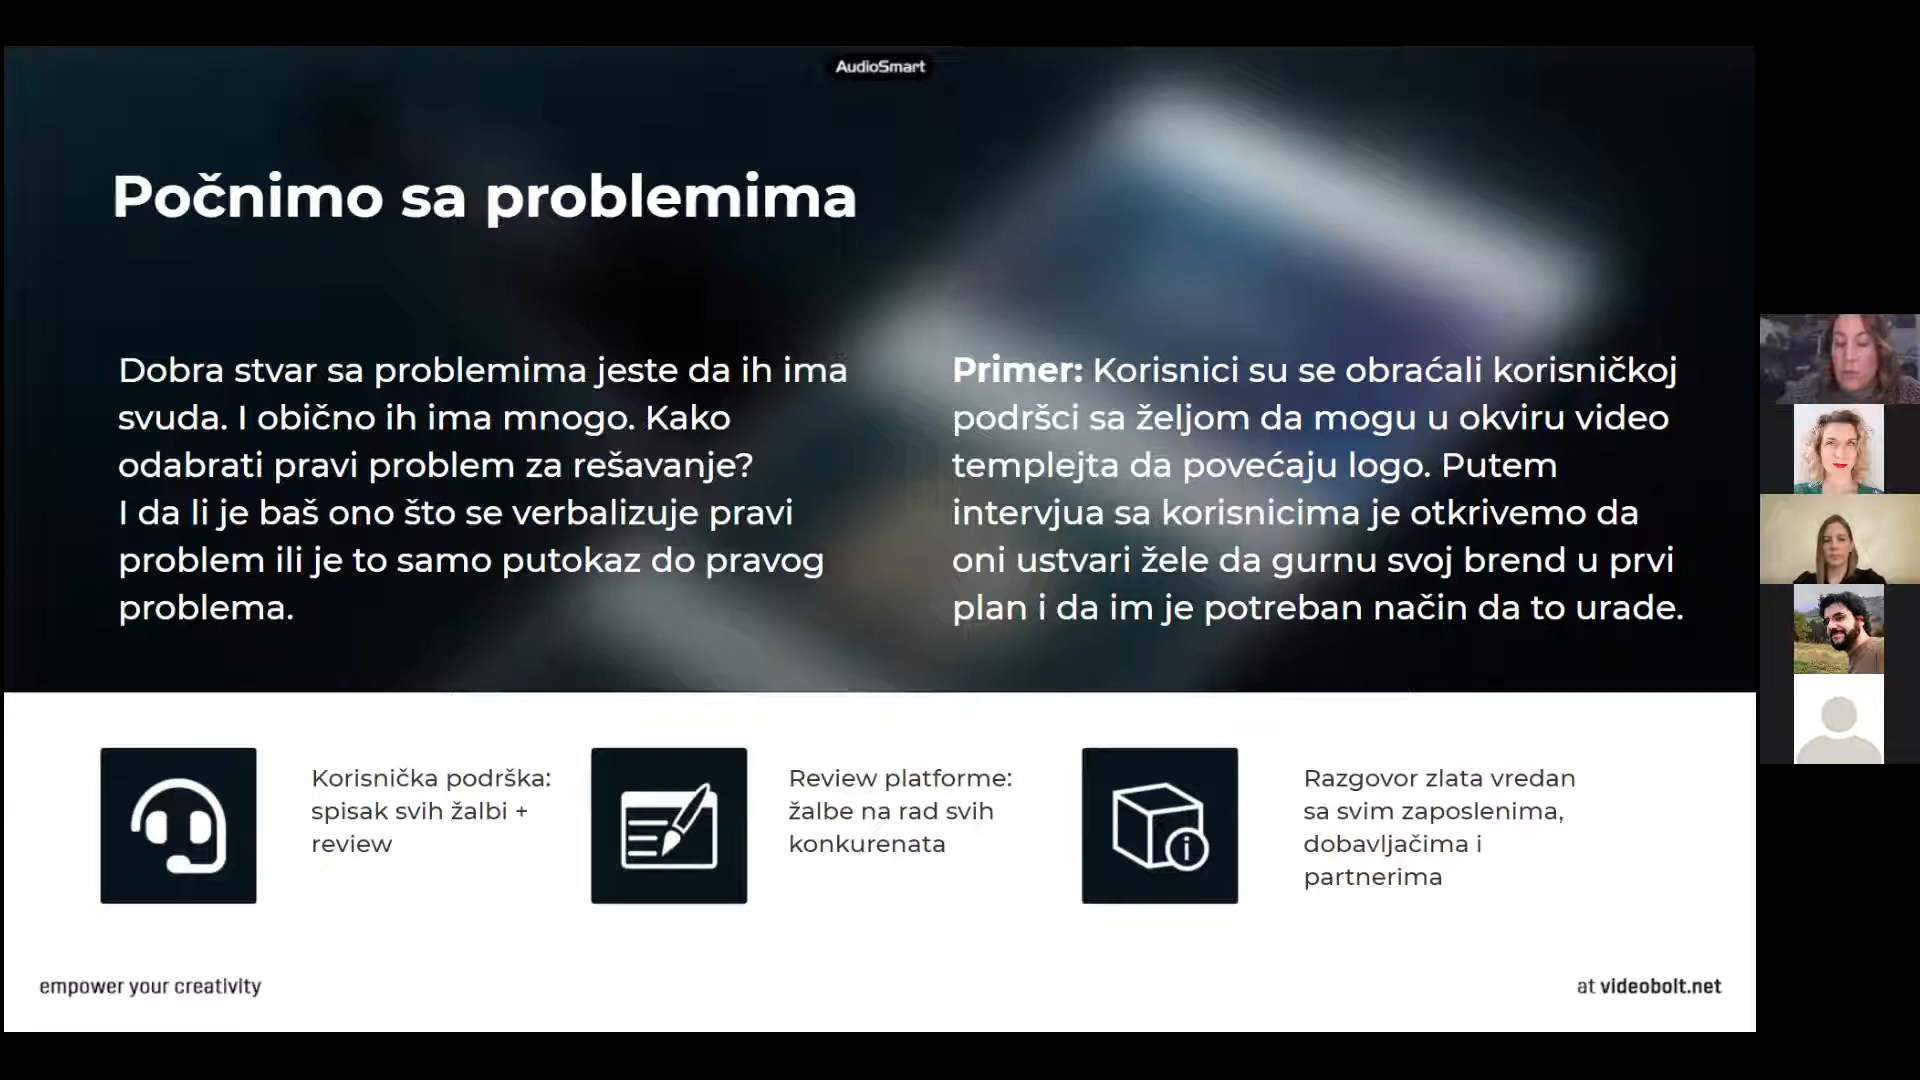 AudioSmart
Počnimo sa problemima
Dobra stvar sa problemima jeste da ih ima
svuda. I obično ih ima mnogo. Kako
odabrati pravi problem za rešavanje?
I da li je baš ono što se verbalizuje pravi
problem ili je to samo putokaz do pravog
problema.
Primer: Korisnici su se obraćali korisničkoj
podršci sa željom da mogu u okviru video
templejta da povećaju logo. Putem
intervjua sa korisnicima je otkrivemo da
oni ustvari žele da gurnu svoj brend u prvi
plan i da im je potreban način da to urade.
Korisnička podrška:
spisak svih žalbi +
review
Review platforme:
žalbe na rad svih
konkurenata
Razgovor zlata vredan
sa svim zaposlenima,
dobavljačima i
partnerima
empower your creativity
at videobolt.net